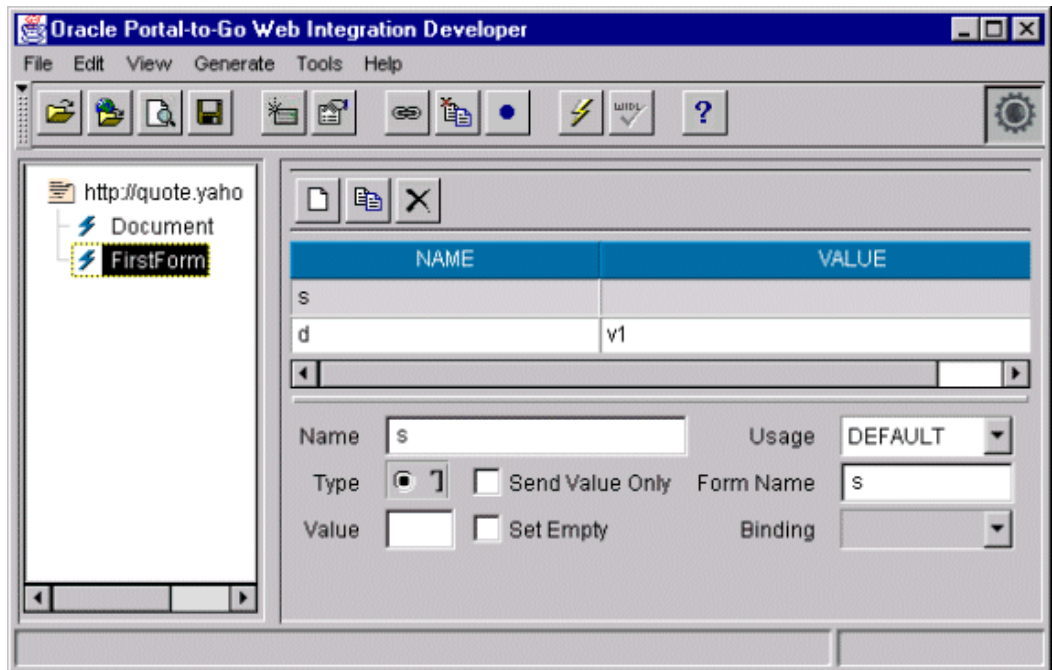 Oracle Portal-to-Go Web Integration Developer
File Edit View Generate Tools Help
WIDL
?
http://quote.yaho
Document
FirstForm
NAME VALUE
s
d v1
Name s Usage DEFAULT
Type Send Value Only Form Name s
Value Set Empty Binding